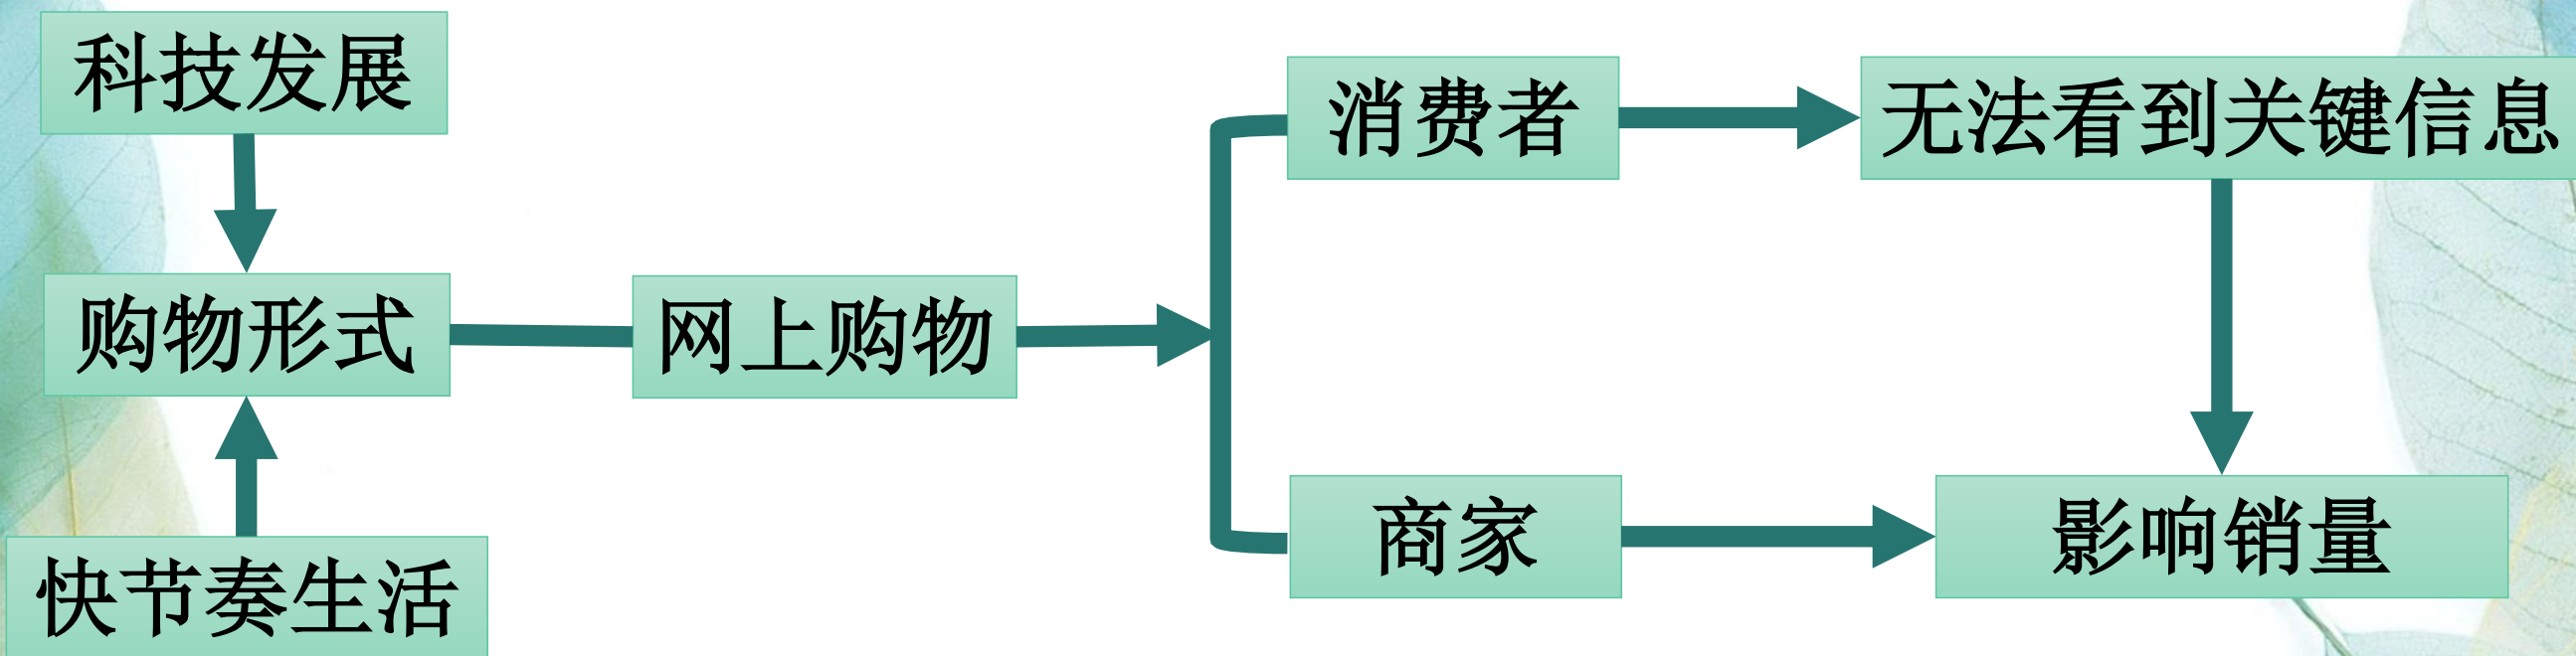 科技发展
消费者
无法看到关键信息
购物形式
网上购物
商家
影响销量
快节奏生活